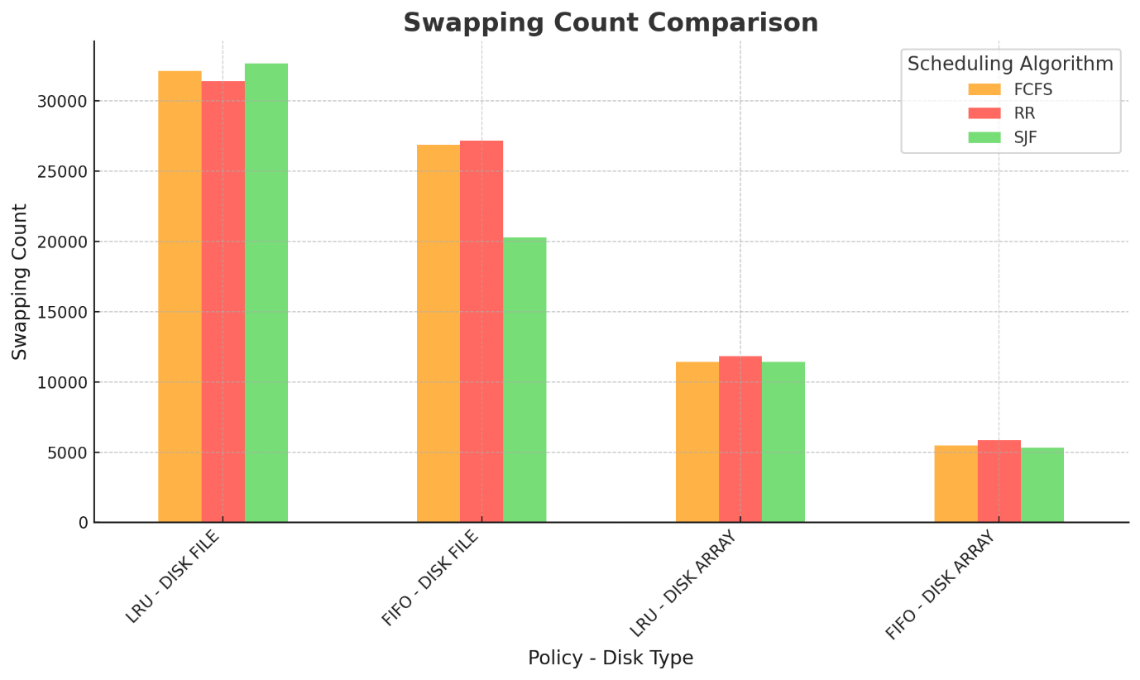 Swapping Count Comparison
Scheduling Algorithm
FCFS
RR
SJF
Swapping Count
30000
25000
20000
15000
10000
5000
0
LRU - DISK FILE
FIFO - DISK FILE
LRU - DISK ARRAY
FIFO - DISK ARRAY
Policy - Disk Type